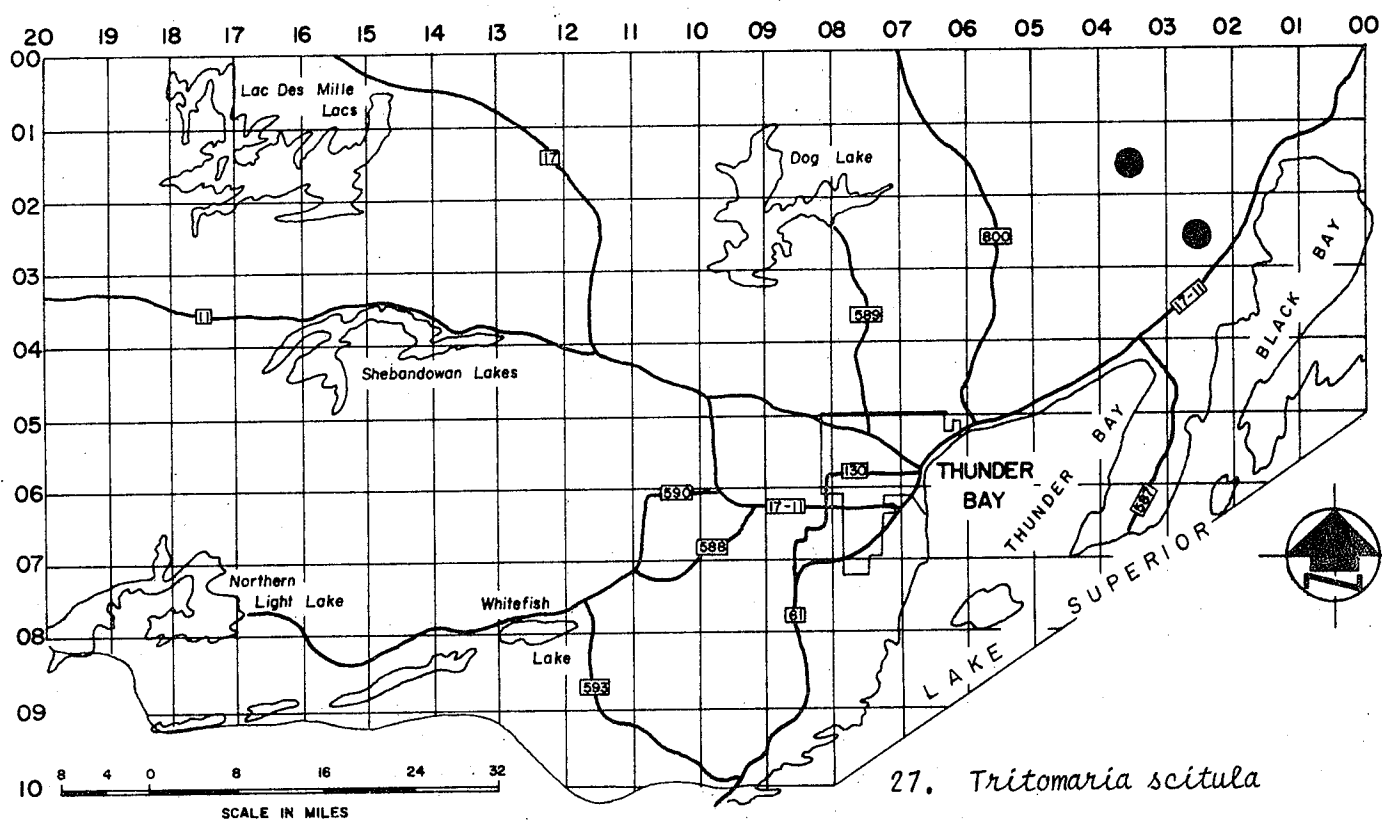 20 19 18 17 16 15 14 13 12 11 10 09 08 07 06 05 04 03 02 01 00
00
01
02
03
04
05
06
07
08
09
10
Lac Des Mille
Lacs
17
Dog Lake
800
589
11
17-11
Shebandowan Lakes
BLACK BAY
THUNDER BAY
130
THUNDER
BAY
590
17-11
588
587
Northern
Light Lake
Whitefish
Lake
61
593
LAKE SUPERIOR
N
8 4 0 8 16 24 32
SCALE IN MILES
27. Tritomaria scitula